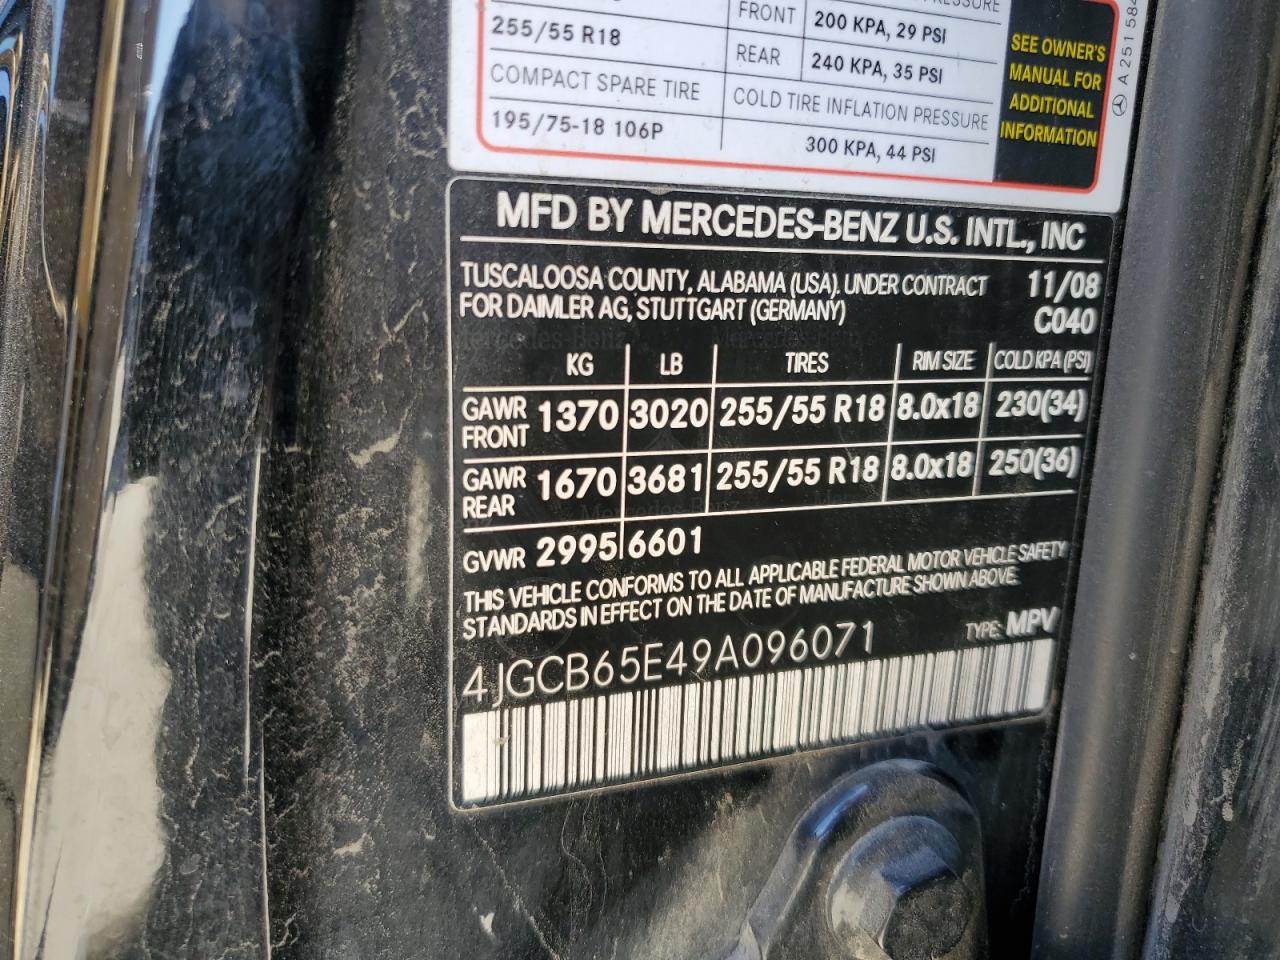 FRONT 200 KPA, 29 PSI
255/55 R18
REAR 240 KPA, 35 PSI
COMPACT SPARE TIRE COLD TIRE INFLATION PRESSURE
195/75-18 106P 300 KPA, 44 PSI
SEE OWNER'S
MANUAL FOR
ADDITIONAL
INFORMATION
A 251 584
MFD BY MERCEDES-BENZ U.S. INTL., INC
TUSCALOOSA COUNTY, ALABAMA (USA). UNDER CONTRACT 11/08
FOR DAIMLER AG, STUTTGART (GERMANY) C040
KG LB TIRES RIM SIZE COLD KPA (PSI)
GAWR FRONT 1370 3020 255/55 R18 8.0x18 230(34)
GAWR REAR 1670 3681 255/55 R18 8.0x18 250(36)
GVWR 2995 6601
THIS VEHICLE CONFORMS TO ALL APPLICABLE FEDERAL MOTOR VEHICLE SAFETY
STANDARDS IN EFFECT ON THE DATE OF MANUFACTURE SHOWN ABOVE.
4JGCB65E49A096071 TYPE: MPV